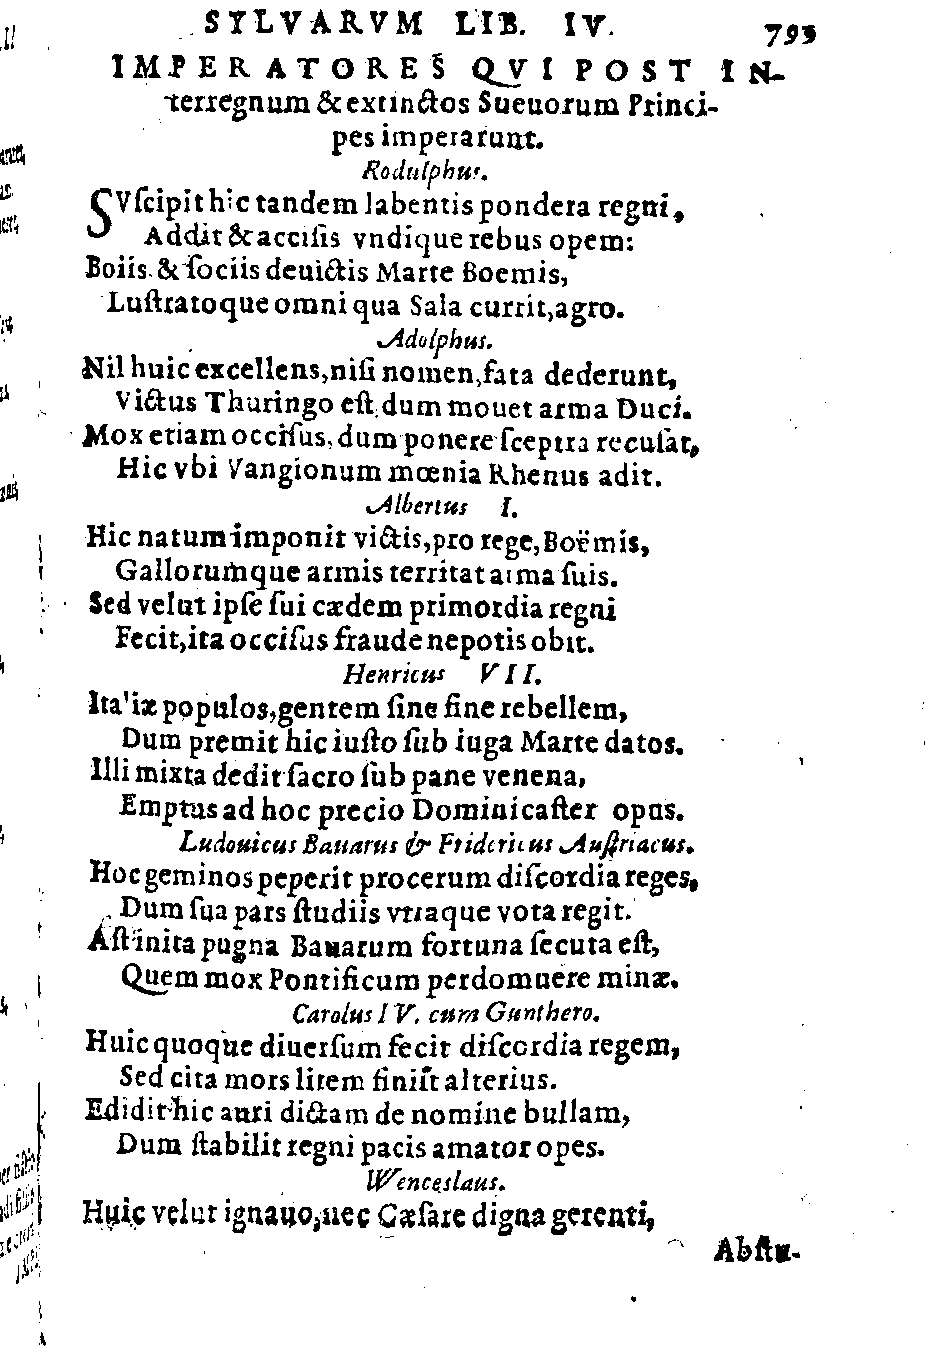 SYLVARVM LIB. IV. 793
IMPERATORES QVI POST IN-
terregnum & extinctos Sueuorum Princi-
pes imperarunt.
Rodulphus.
SVſcipit hic tandem labentis pondera regni,
Addit & acciſis vndique rebus opem:
Boiis & ſociis deuictis Marte Boemis,
Luſtratoque omni qua Sala currit, agro.
Adolphus.
Nil huic excellens, niſi nomen, fata dederunt,
Victus Thuringo eſt, dum mouet arma Duci.
Mox etiam occiſus, dum ponere ſceptra recuſat,
Hic vbi Vangionum mœnia Rhenus adit.
Albertus I.
Hic natum imponit victis, pro rege, Boëmis,
Gallorumque armis territat arma ſuis.
Sed velut ipſe ſui cædem primordia regni
Fecit, ita occiſus fraude nepotis obit.
Henricus VII.
Italiæ populos, gentem ſine fine rebellem,
Dum premit hic iuſto ſub iuga Marte datos.
Illi mixta dedit ſacro ſub pane venena,
Emptus ad hoc precio Dominicaſter opus.
Ludouicus Bauarus & Fridericus Auſtriacus.
Hoc geminos peperit procerum diſcordia reges,
Dum ſua pars ſtudiis vtraque vota regit.
Aſt inita pugna Bauarum fortuna ſecuta eſt,
Quem mox Pontificum perdomuere minæ.
Carolus IV. cum Gunthero.
Huic quoque diuerſum fecit diſcordia regem,
Sed cita mors litem finiit alterius.
Edidit hic auri dictam de nomine bullam,
Dum ſtabilit regni pacis amator opes.
Wenceslaus.
Huic velut ignauo, nec Cæſare digna gerenti,
Abſtu-